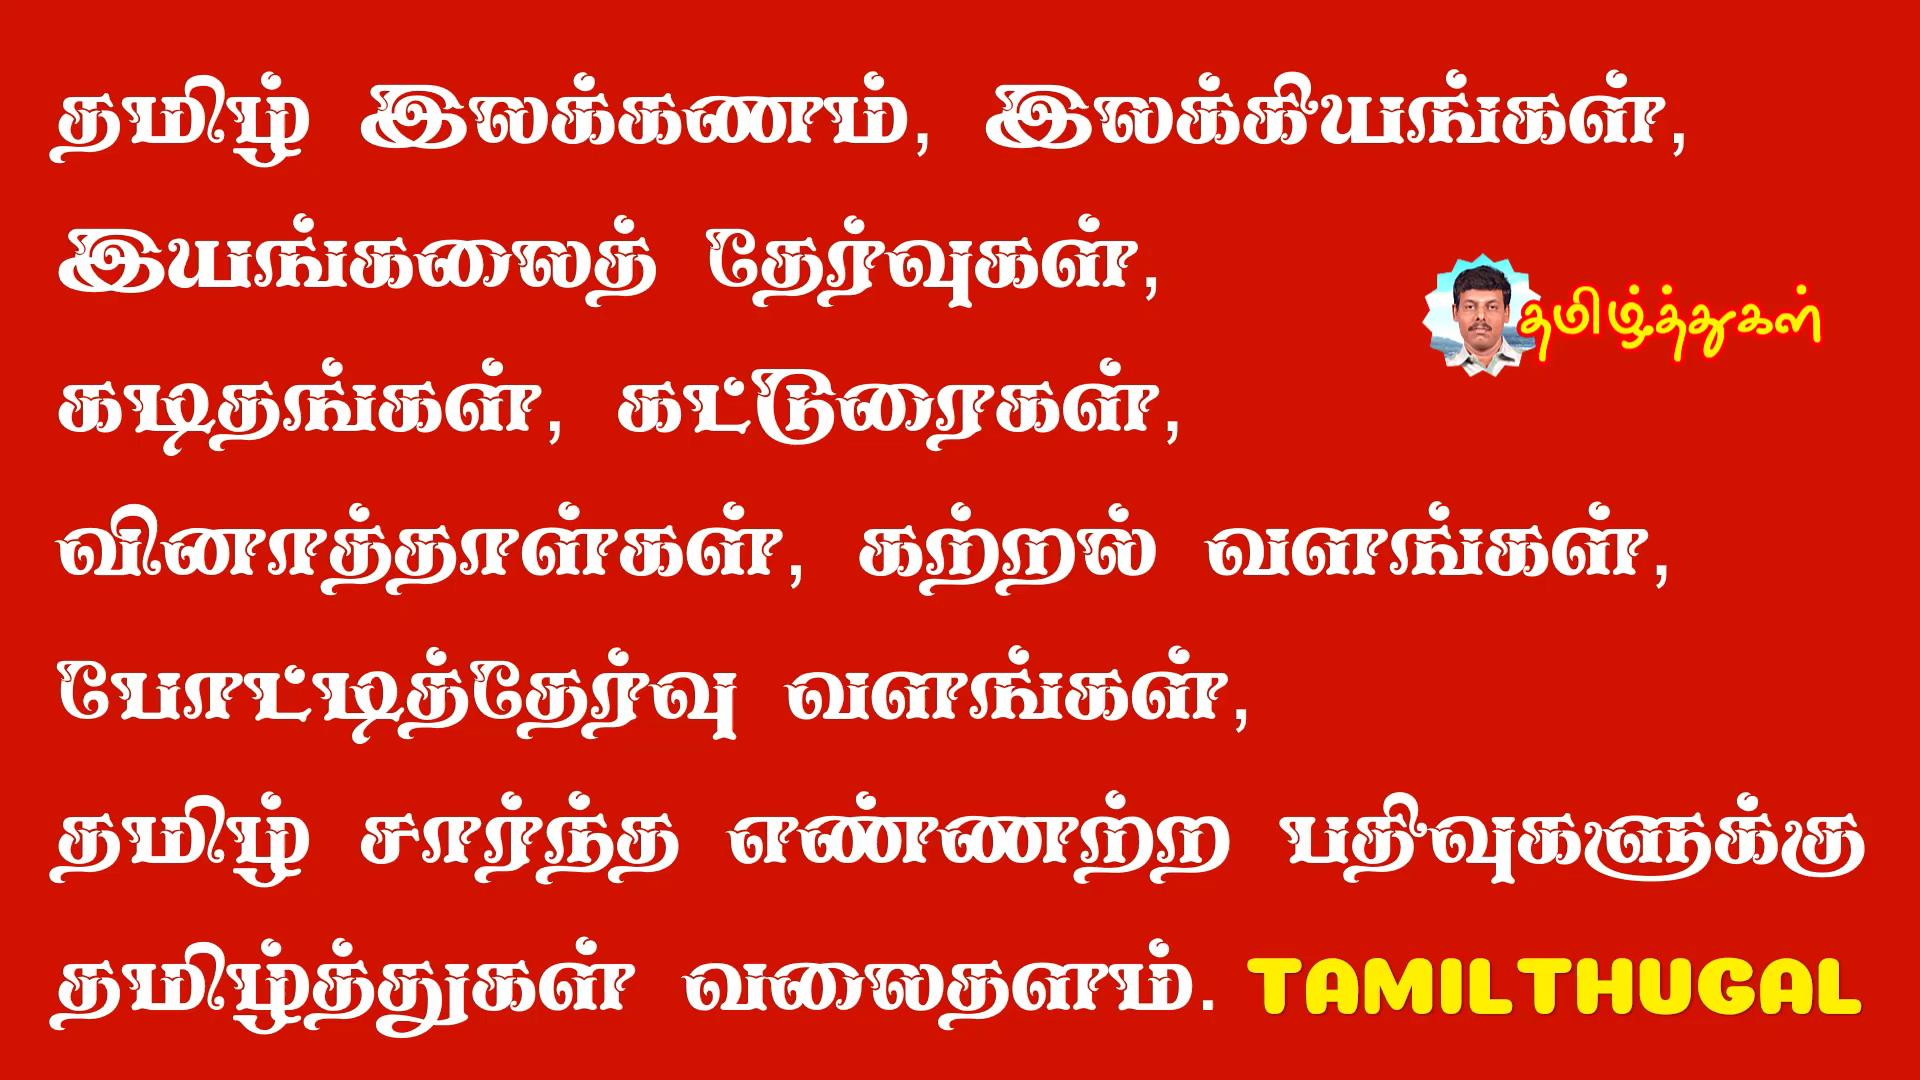 தமிழ் இலக்கணம், இலக்கியங்கள்,
இயங்கலைத் தேர்வுகள்,
தமிழ்த்துகள்
கடிதங்கள், கட்டுரைகள்,
வினாத்தாள்கள், கற்றல் வளங்கள்,
போட்டித்தேர்வு வளங்கள்,
தமிழ் சார்ந்த எண்ணற்ற பதிவுகளுக்கு
தமிழ்த்துகள் வலைதளம். TAMILTHUGAL